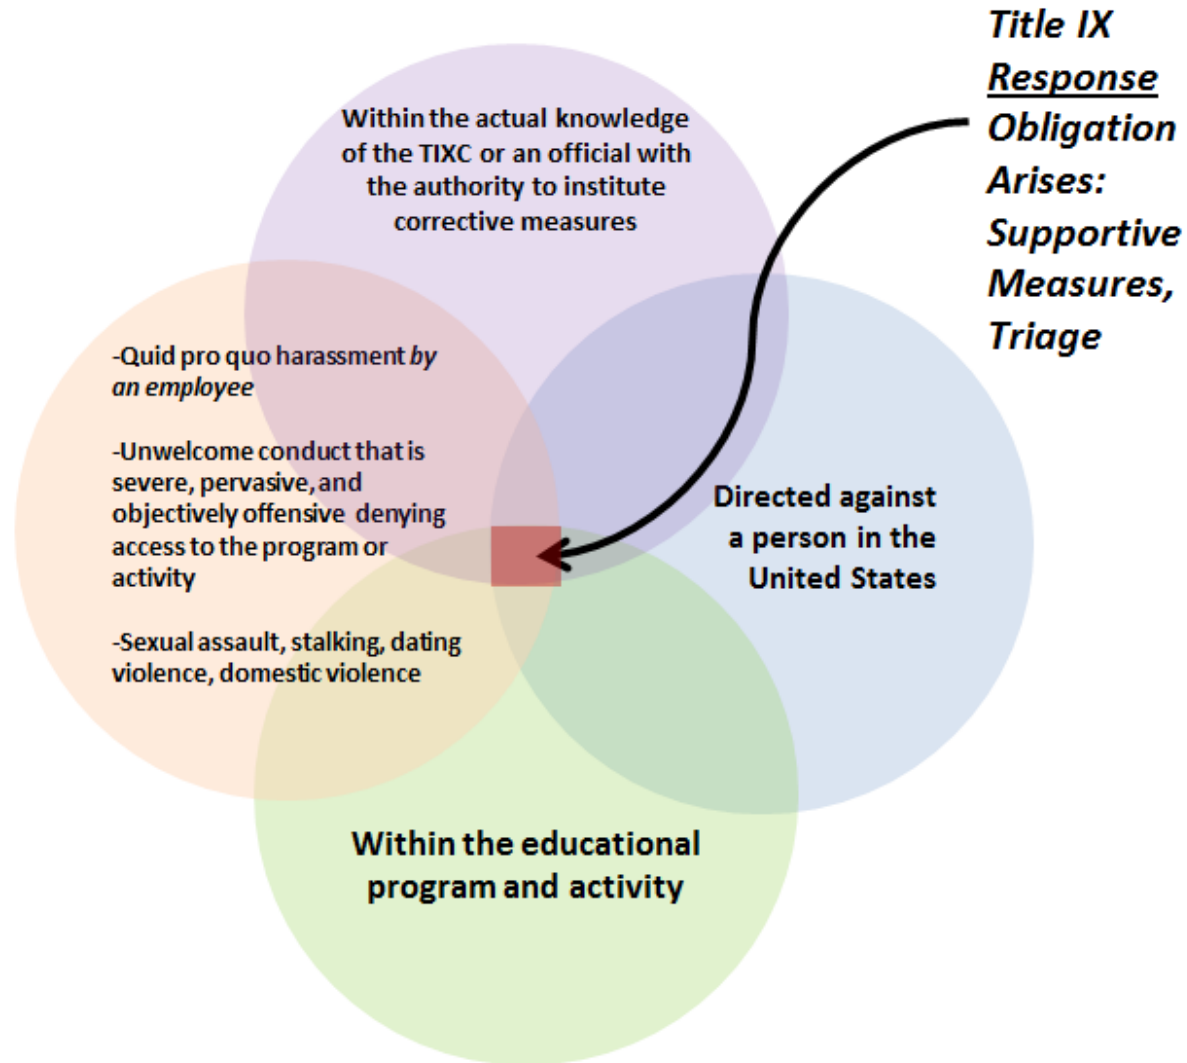 Title IX
Response
Obligation
Arises:
Supportive
Measures,
Triage
Within the actual knowledge
of the TIXC or an official with
the authority to institute
corrective measures
-Quid pro quo harassment by
an employee
-Unwelcome conduct that is
severe, pervasive, and
objectively offensive denying
access to the program or
activity
-Sexual assault, stalking, dating
violence, domestic violence
Directed against
a person in the
United States
Within the educational
program and activity